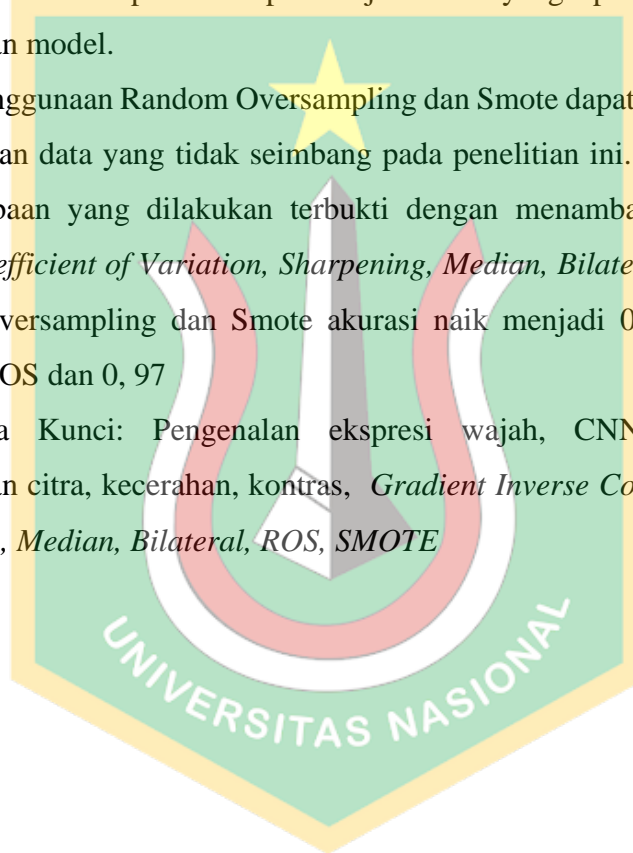 an model.
nggunaan Random Oversampling dan Smote dapat
an data yang tidak seimbang pada penelitian ini.
baan yang dilakukan terbukti dengan menamba
efficient of Variation, Sharpening, Median, Bilate
versampling dan Smote akurasi naik menjadi 0
OS dan 0, 97
a Kunci: Pengenalan ekspresi wajah, CNN
an citra, kecerahan, kontras, Gradient Inverse Co
, Median, Bilateral, ROS, SMOTE
UNIVERSITAS NASIONAL